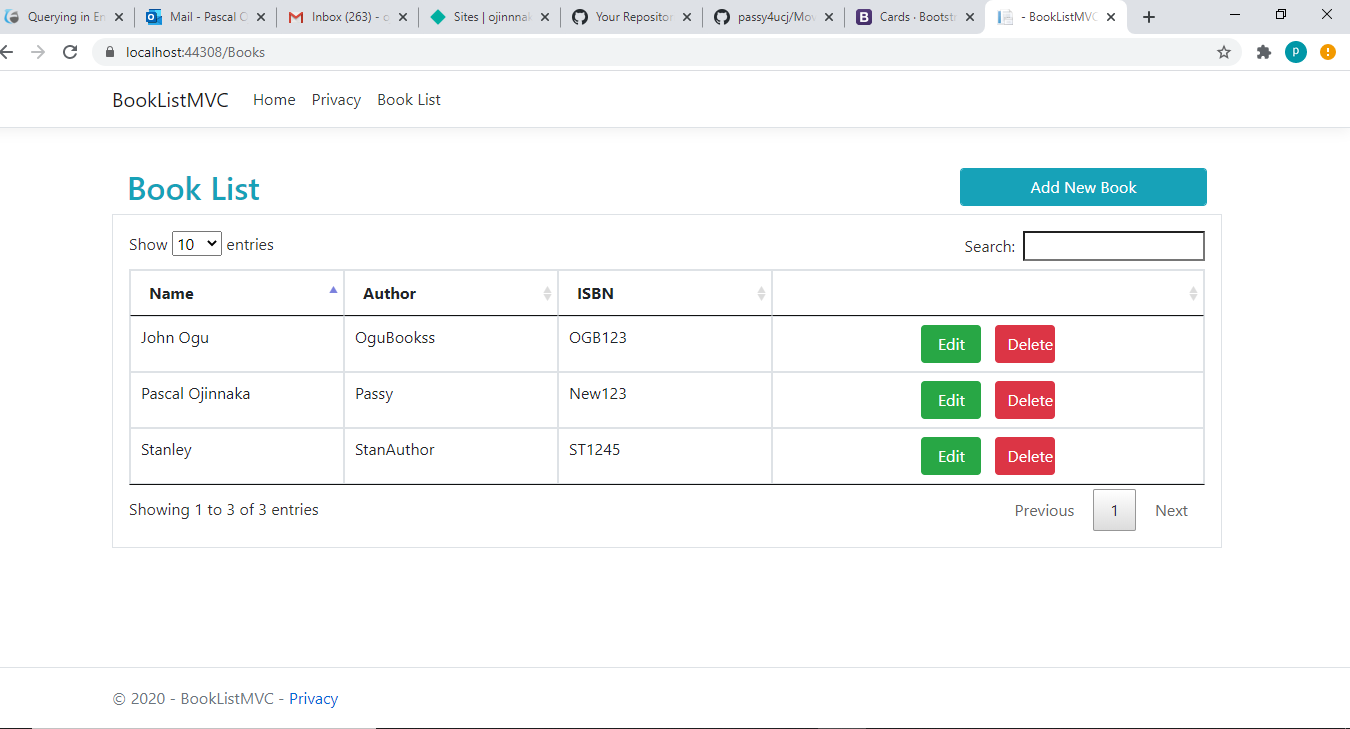 Querying in En Mail - Pascal O Inbox (263) - o Sites | ojinnnak Your Repositor passy4ucj/Mov Cards · Bootstr - BookListMVC
localhost:44308/Books P
BookListMVC Home Privacy Book List
Book List Add New Book
Show 10 entries Search:
Name Author ISBN
John Ogu OguBookss OGB123 Edit Delete
Pascal Ojinnaka Passy New123 Edit Delete
Stanley StanAuthor ST1245 Edit Delete
Showing 1 to 3 of 3 entries Previous 1 Next
© 2020 - BookListMVC - Privacy